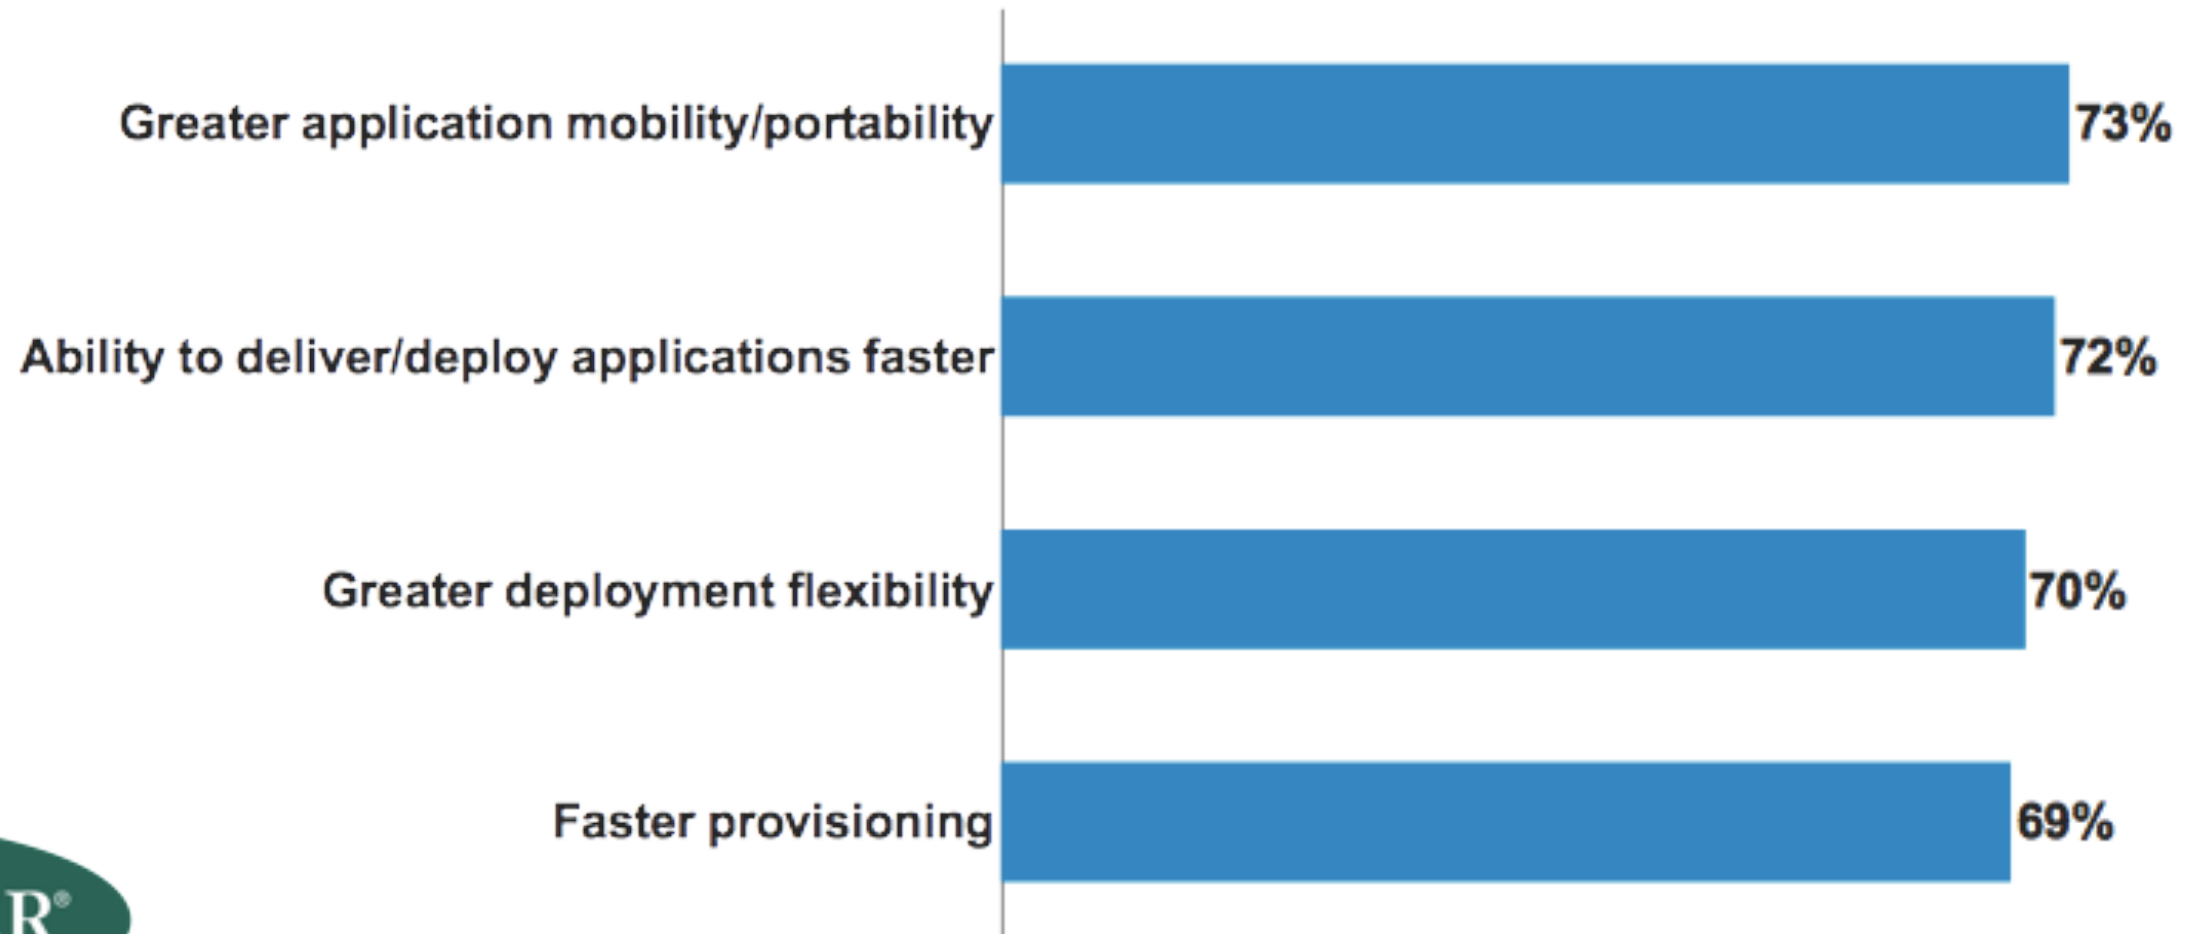 Greater application mobility/portability 73%
Ability to deliver/deploy applications faster 72%
Greater deployment flexibility 70%
Faster provisioning 69%
R®